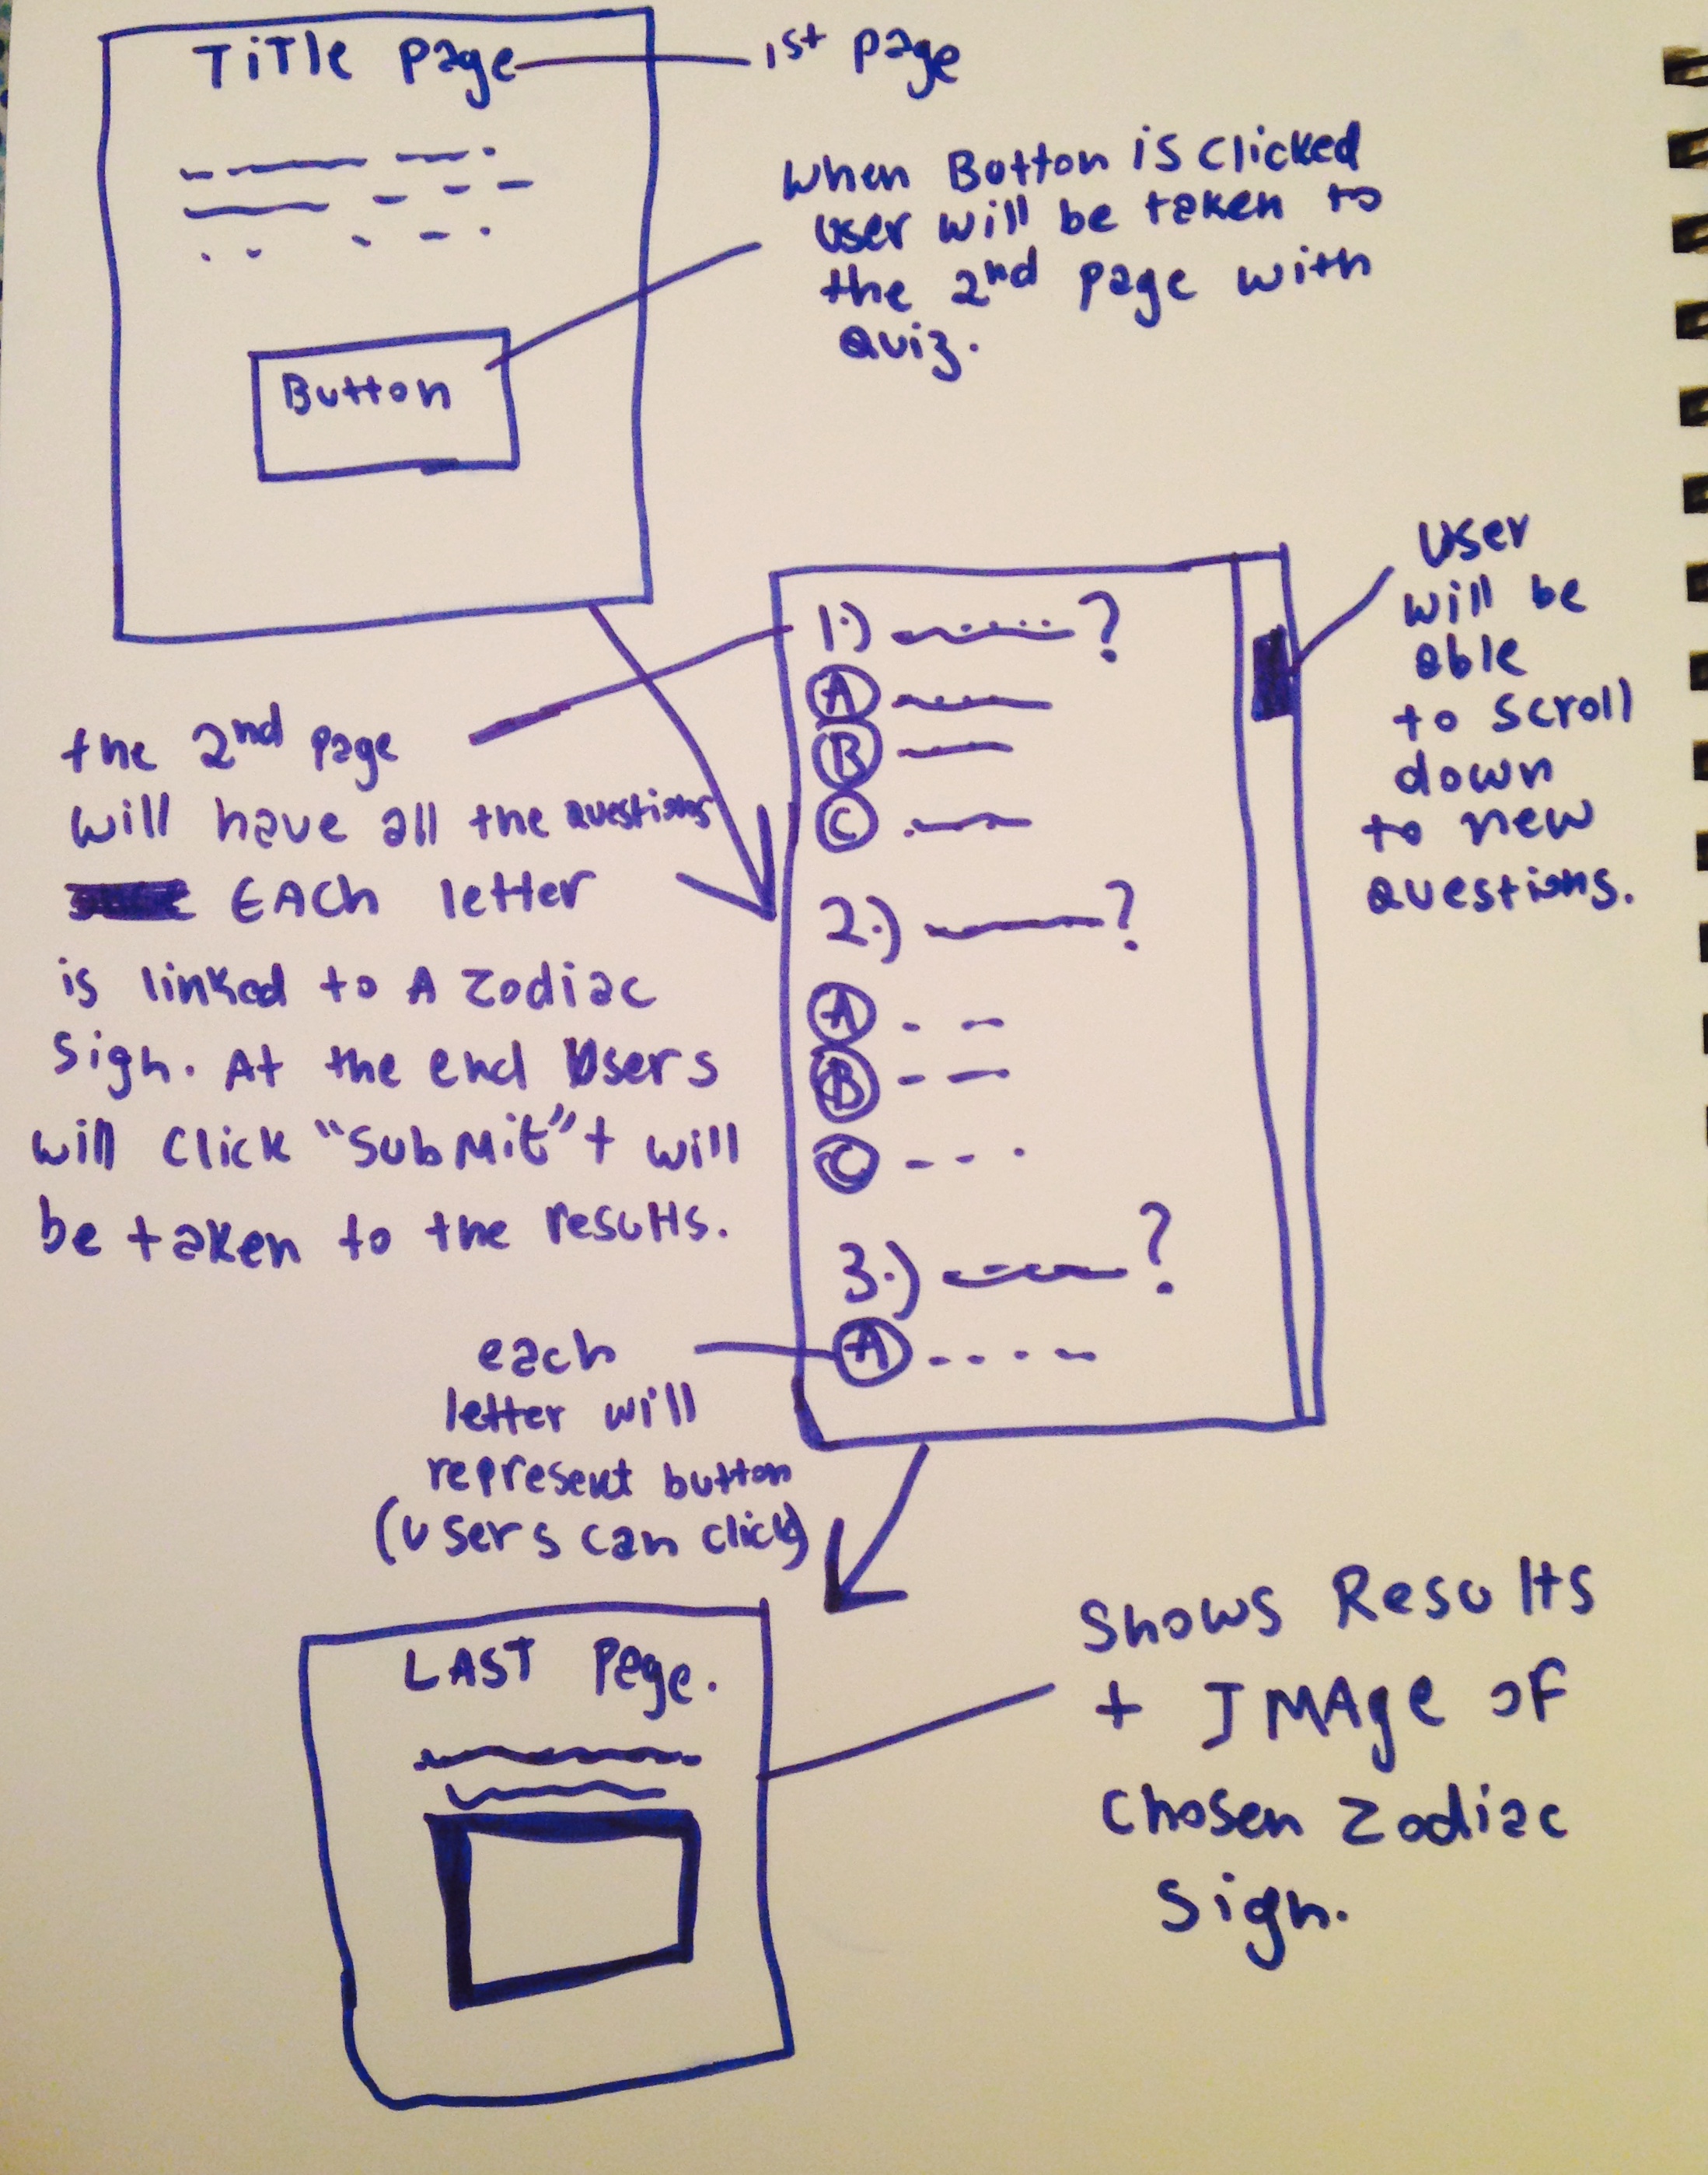 Title Page
1st page
When Button is clicked
user will be taken to
the 2nd page with
Quiz.
Button
User
will be
able
to scroll
down
to new
questions.
1.) ?
A
B
C
2.) ?
A
B
C
3.) ?
A
the 2nd page
will have all the questions
EACh letter
is linked to A Zodiac
sign. At the end Users
will click "SubMit" + will
be taken to the results.
each
letter will
represent button
(users can click)
LAST Page.
Shows Results
+ IMAge of
chosen Zodiac
sign.